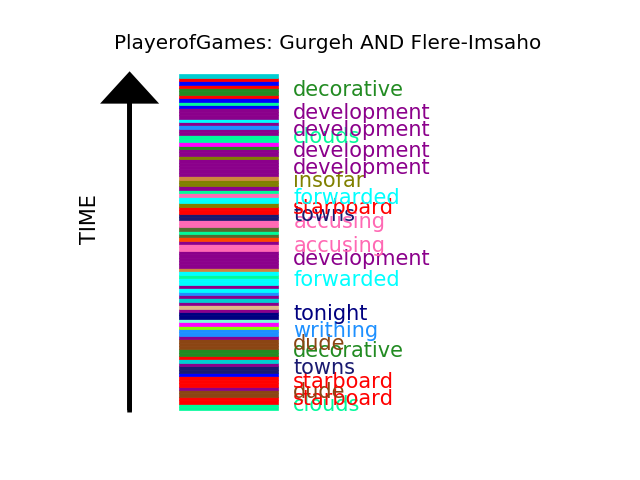 PlayerofGames: Gurgeh AND Flere-Imsaho
TIME
decorative
development
development
clouds
development
development
insofar
forwarded
starboard
towns
accusing
accusing
development
forwarded
tonight
writhing
dude
decorative
towns
starboard
dude
starboard
clouds